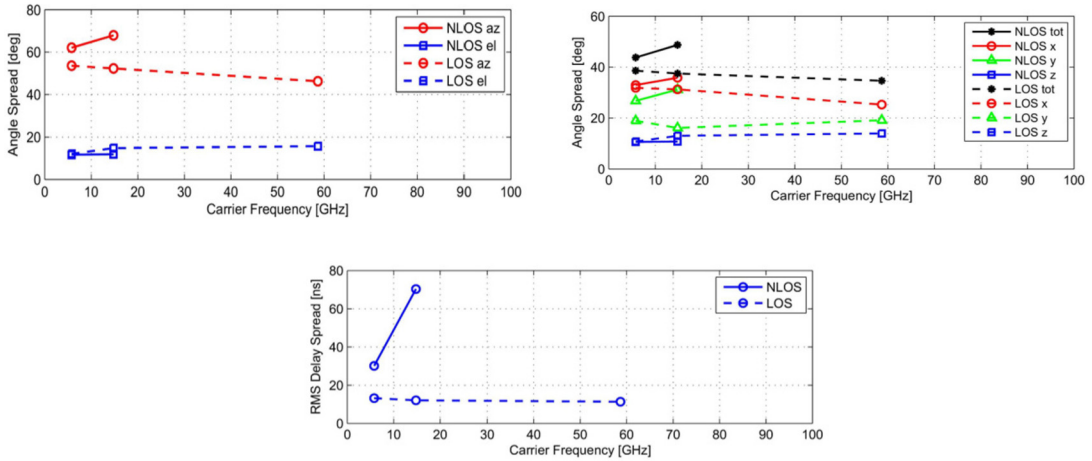 80
60
40
20
0
Angle Spread [deg]
0 10 20 30 40 50 60 70 80 90 100
Carrier Frequency [GHz]
NLOS az
NLOS el
LOS az
LOS el
60
40
20
0
Angle Spread [deg]
0 10 20 30 40 50 60 70 80 90 100
Carrier Frequency [GHz]
NLOS tot
NLOS x
NLOS y
NLOS z
LOS tot
LOS x
LOS y
LOS z
80
60
40
20
0
RMS Delay Spread [ns]
0 10 20 30 40 50 60 70 80 90 100
Carrier Frequency [GHz]
NLOS
LOS